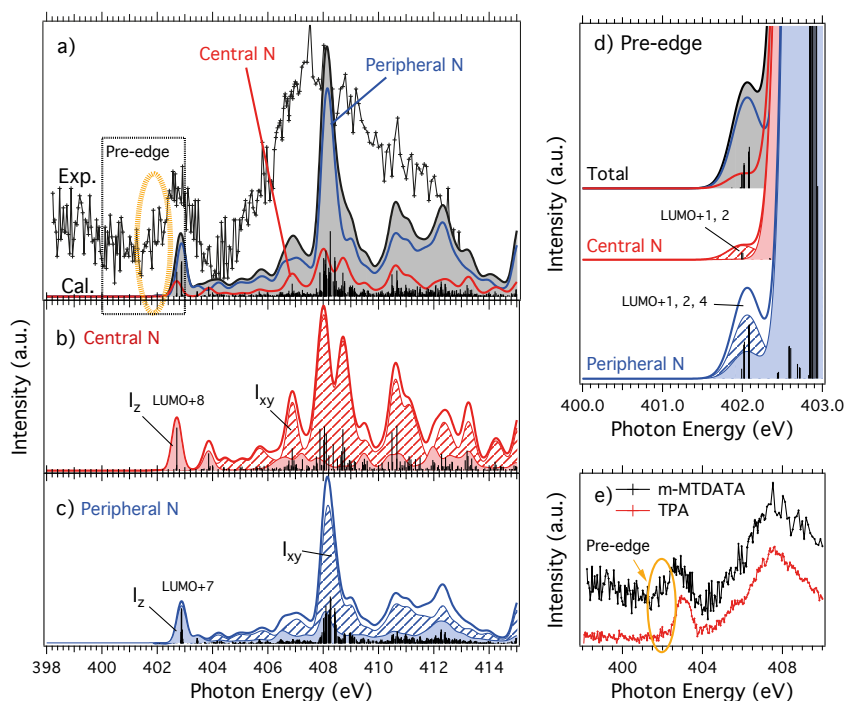 a)
Central N
Peripheral N
Pre-edge
Exp.
Cal.
b) Central N
I_z
LUMO+8
I_xy
c) Peripheral N
I_z
LUMO+7
I_xy
Intensity (a.u.)
398 400 402 404 406 408 410 412 414
Photon Energy (eV)
d) Pre-edge
Total
LUMO+1, 2
Central N
LUMO+1, 2, 4
Peripheral N
Intensity (a.u.)
400.0 401.0 402.0 403.0
Photon Energy (eV)
e)
m-MTDATA
TPA
Pre-edge
Intensity (a.u.)
400 404 408
Photon Energy (eV)